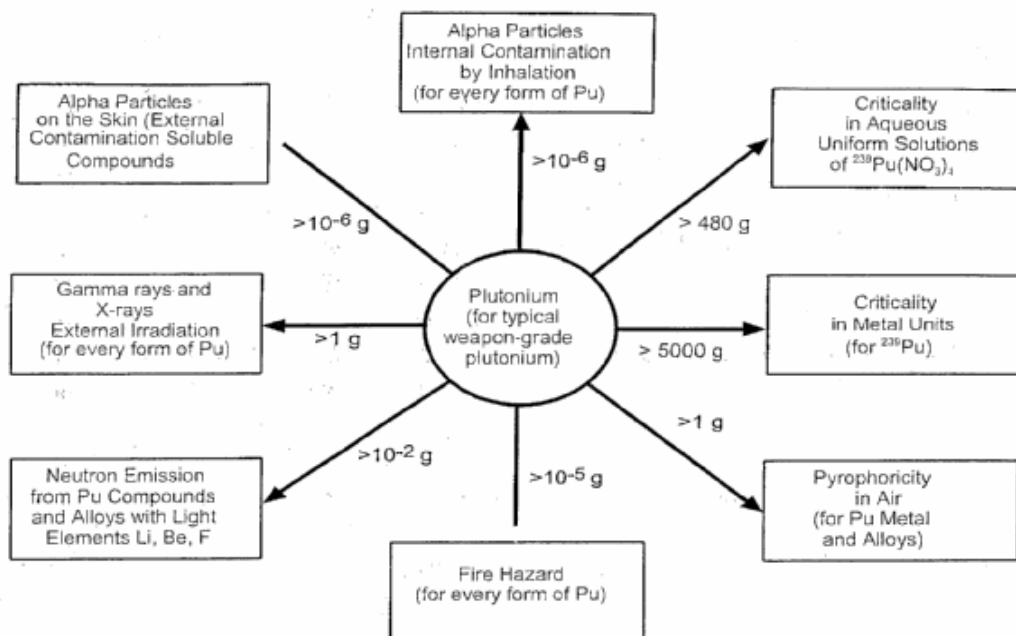 Alpha Particles
Internal Contamination
by Inhalation
(for every form of Pu)
Alpha Particles
on the Skin (External
Contamination Soluble
Compounds
Criticality
in Aqueous
Uniform Solutions
of ²³⁹Pu(NO₃)₄
>10⁻⁶ g
>10⁻⁶ g
> 480 g
Gamma rays and
X-rays
External Irradiation
(for every form of Pu)
>1 g
Plutonium
(for typical
weapon-grade
plutonium)
> 5000 g
Criticality
in Metal Units
(for ²³⁹Pu)
>10⁻² g
>10⁻⁵ g
>1 g
Neutron Emission
from Pu Compounds
and Alloys with Light
Elements Li, Be, F
Fire Hazard
(for every form of Pu)
Pyrophoricity
in Air
(for Pu Metal
and Alloys)